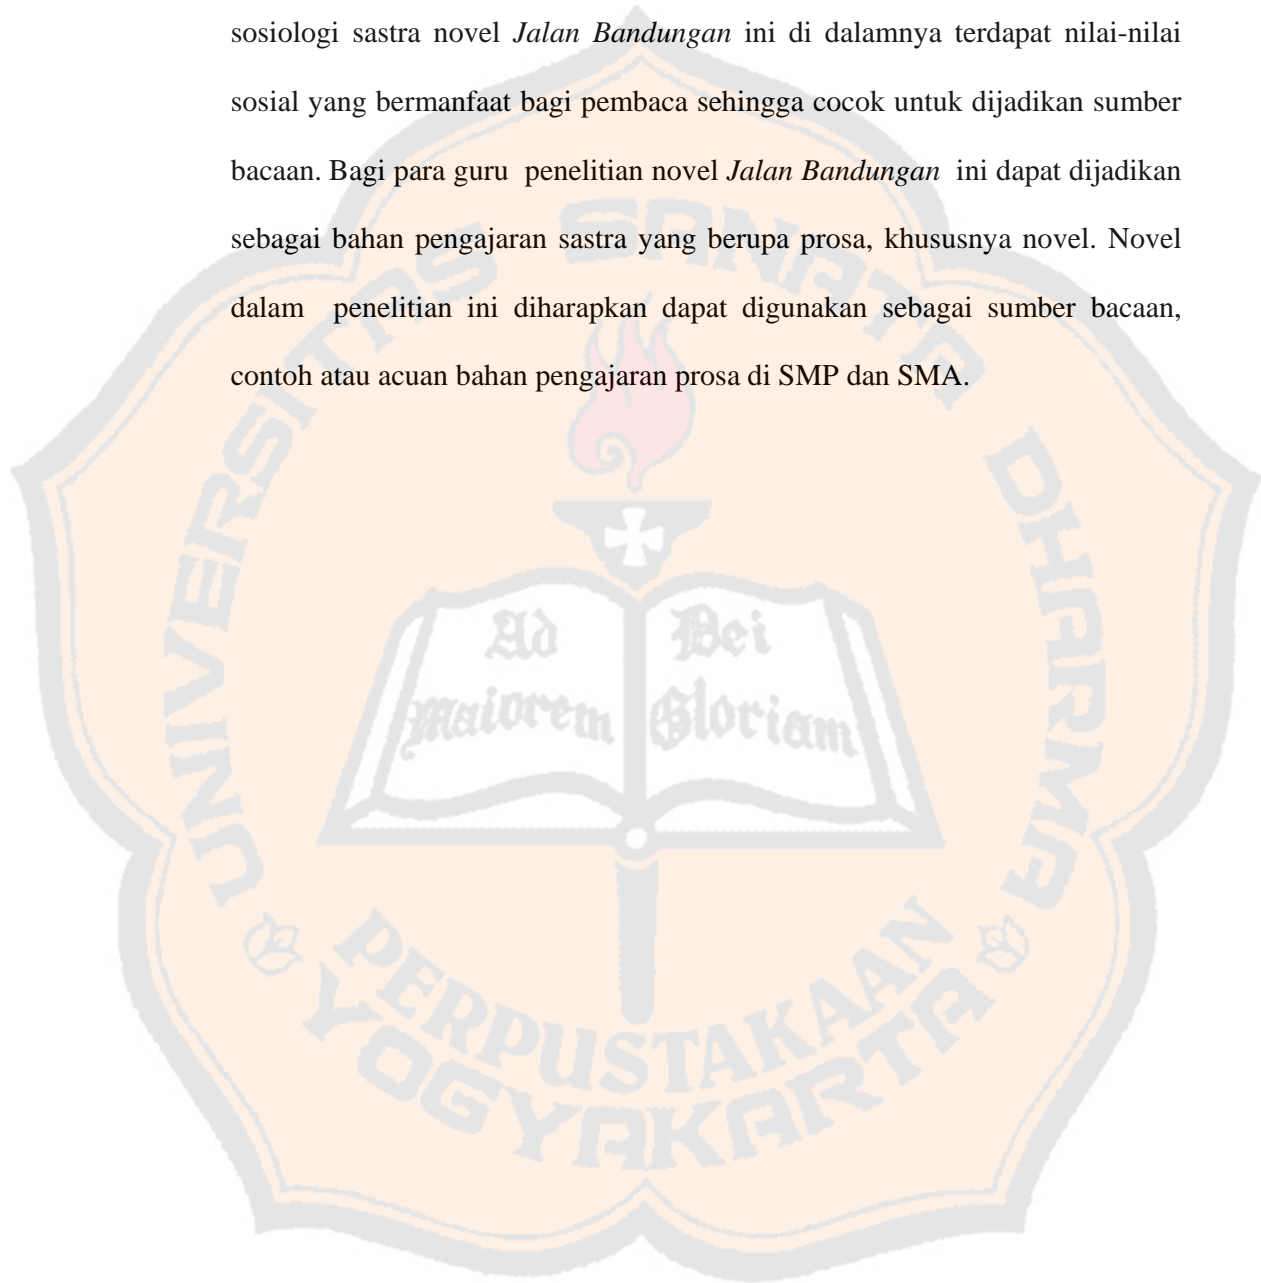 sosiologi sastra novel Jalan Bandungan ini di dalamnya terdapat nilai-nilai
sosial yang bermanfaat bagi pembaca sehingga cocok untuk dijadikan sumber
bacaan. Bagi para guru penelitian novel Jalan Bandungan ini dapat dijadikan
sebagai bahan pengajaran sastra yang berupa prosa, khususnya novel. Novel
dalam penelitian ini diharapkan dapat digunakan sebagai sumber bacaan,
contoh atau acuan bahan pengajaran prosa di SMP dan SMA.
UNIVERSITAS SANATA DHARMA
Ad Dei
maiorem Gloriam
PERPUSTAKAAN
YOGYAKARTA